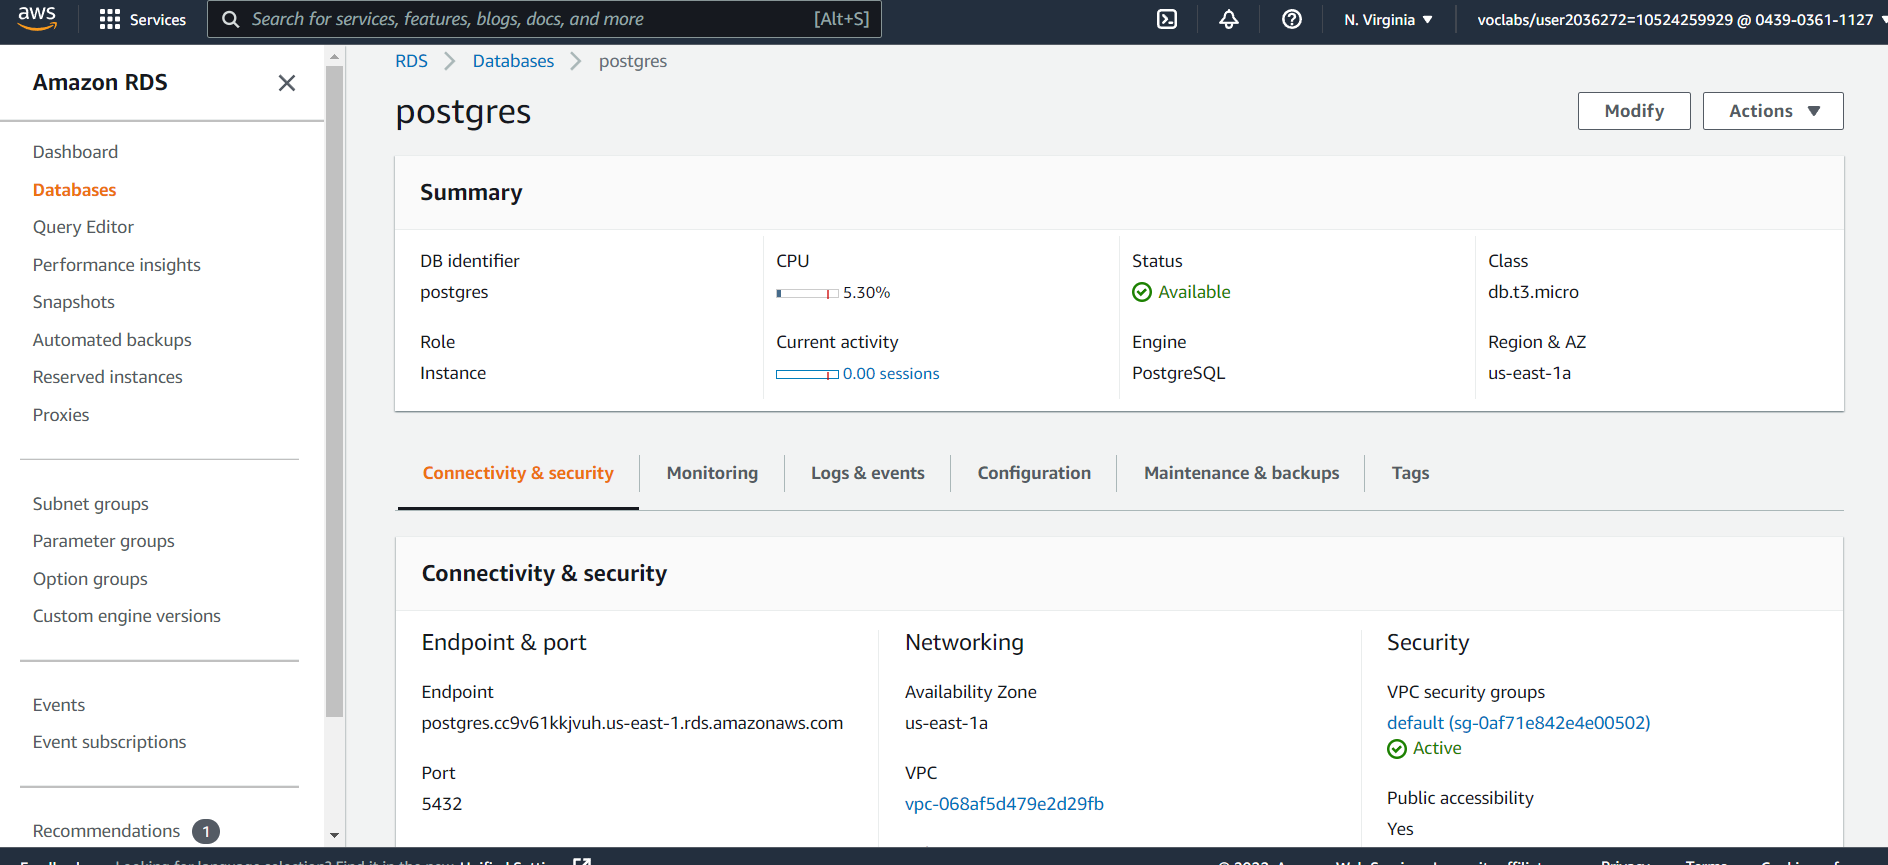 aws
Services
Search for services, features, blogs, docs, and more
[Alt+S]
N. Virginia
voclabs/user2036272=10524259929 @ 0439-0361-1127
Amazon RDS
Dashboard
Databases
Query Editor
Performance insights
Snapshots
Automated backups
Reserved instances
Proxies
Subnet groups
Parameter groups
Option groups
Custom engine versions
Events
Event subscriptions
Recommendations 1
RDS
Databases
postgres
postgres
Modify
Actions
Summary
DB identifier
postgres
CPU
5.30%
Status
Available
Class
db.t3.micro
Role
Instance
Current activity
0.00 sessions
Engine
PostgreSQL
Region & AZ
us-east-1a
Connectivity & security
Monitoring
Logs & events
Configuration
Maintenance & backups
Tags
Connectivity & security
Endpoint & port
Endpoint
postgres.cc9v61kkjvuh.us-east-1.rds.amazonaws.com
Port
5432
Networking
Availability Zone
us-east-1a
VPC
vpc-068af5d479e2d29fb
Security
VPC security groups
default (sg-0af71e842e4e00502)
Active
Public accessibility
Yes